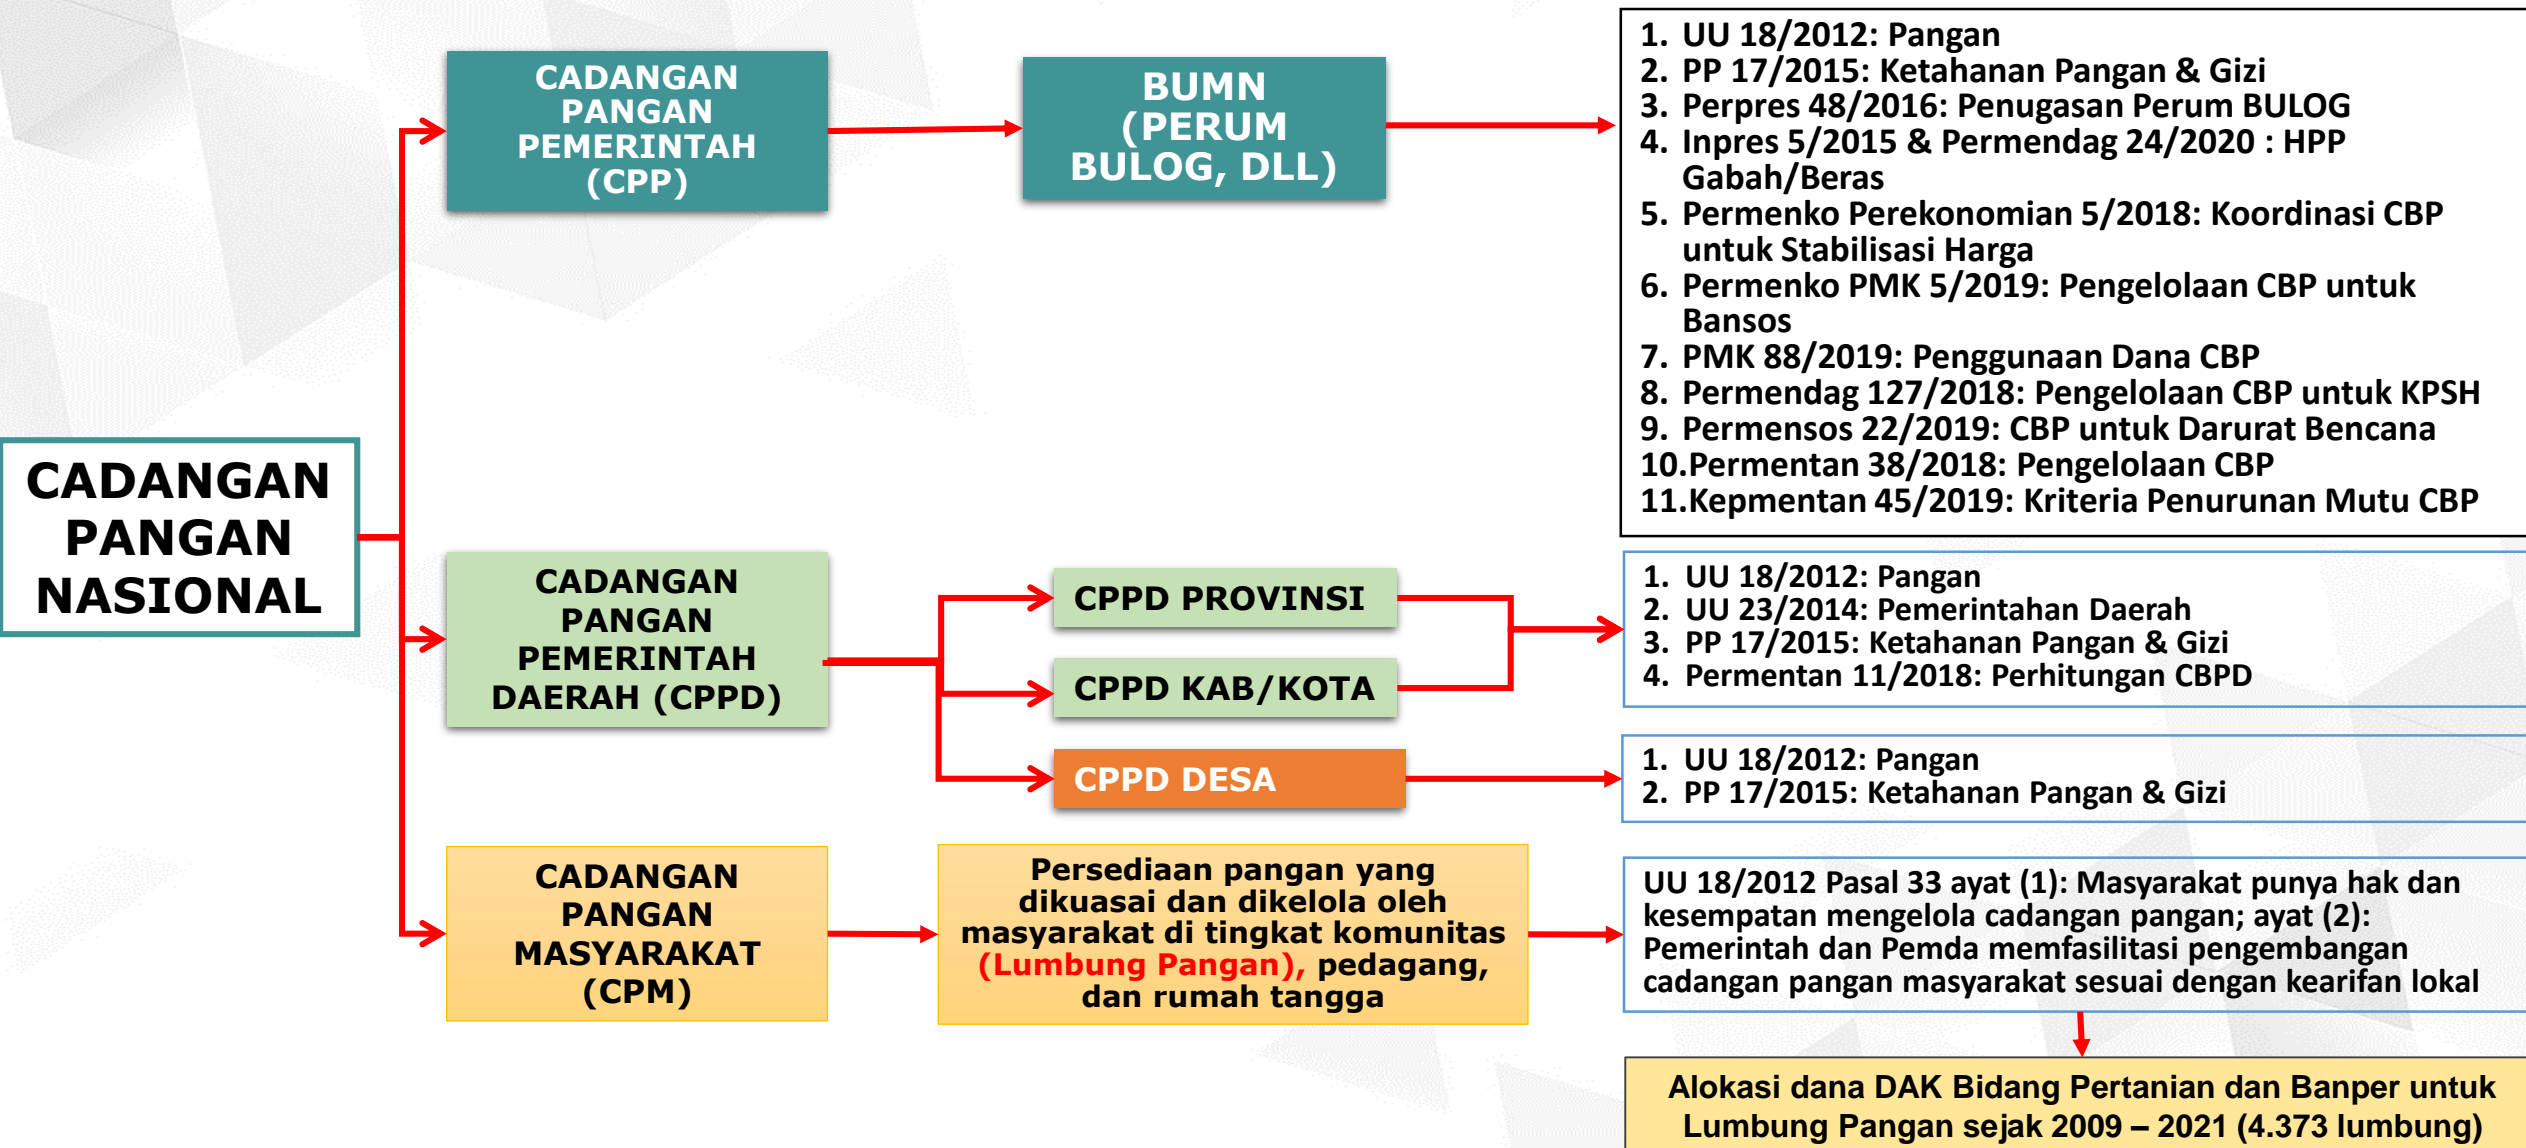 CADANGAN
PANGAN
NASIONAL
CADANGAN
PANGAN
PEMERINTAH
(CPP)
BUMN
(PERUM
BULOG, DLL)
1. UU 18/2012: Pangan
2. PP 17/2015: Ketahanan Pangan & Gizi
3. Perpres 48/2016: Penugasan Perum BULOG
4. Inpres 5/2015 & Permendag 24/2020 : HPP
Gabah/Beras
5. Permenko Perekonomian 5/2018: Koordinasi CBP
untuk Stabilisasi Harga
6. Permenko PMK 5/2019: Pengelolaan CBP untuk
Bansos
7. PMK 88/2019: Penggunaan Dana CBP
8. Permendag 127/2018: Pengelolaan CBP untuk KPSH
9. Permensos 22/2019: CBP untuk Darurat Bencana
10.Permentan 38/2018: Pengelolaan CBP
11.Kepmentan 45/2019: Kriteria Penurunan Mutu CBP
CADANGAN
PANGAN
PEMERINTAH
DAERAH (CPPD)
CPPD PROVINSI
CPPD KAB/KOTA
1. UU 18/2012: Pangan
2. UU 23/2014: Pemerintahan Daerah
3. PP 17/2015: Ketahanan Pangan & Gizi
4. Permentan 11/2018: Perhitungan CBPD
CPPD DESA
1. UU 18/2012: Pangan
2. PP 17/2015: Ketahanan Pangan & Gizi
CADANGAN
PANGAN
MASYARAKAT
(CPM)
Persediaan pangan yang
dikuasai dan dikelola oleh
masyarakat di tingkat komunitas
(Lumbung Pangan), pedagang,
dan rumah tangga
UU 18/2012 Pasal 33 ayat (1): Masyarakat punya hak dan
kesempatan mengelola cadangan pangan; ayat (2):
Pemerintah dan Pemda memfasilitasi pengembangan
cadangan pangan masyarakat sesuai dengan kearifan lokal
Alokasi dana DAK Bidang Pertanian dan Banper untuk
Lumbung Pangan sejak 2009 – 2021 (4.373 lumbung)